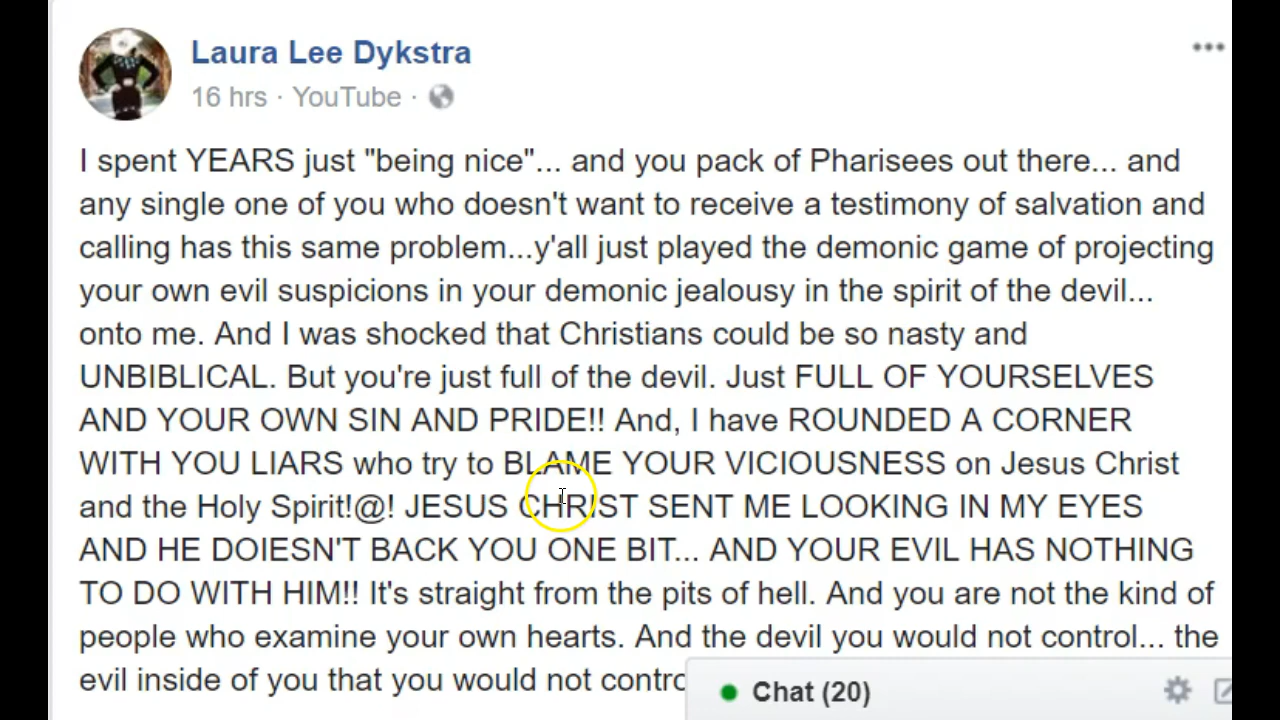 Laura Lee Dykstra
16 hrs · YouTube ·
I spent YEARS just "being nice"... and you pack of Pharisees out there... and
any single one of you who doesn't want to receive a testimony of salvation and
calling has this same problem...y'all just played the demonic game of projecting
your own evil suspicions in your demonic jealousy in the spirit of the devil...
onto me. And I was shocked that Christians could be so nasty and
UNBIBLICAL. But you're just full of the devil. Just FULL OF YOURSELVES
AND YOUR OWN SIN AND PRIDE!! And, I have ROUNDED A CORNER
WITH YOU LIARS who try to BLAME YOUR VICIOUSNESS on Jesus Christ
and the Holy Spirit!@! JESUS CHRIST SENT ME LOOKING IN MY EYES
AND HE DOIESN'T BACK YOU ONE BIT... AND YOUR EVIL HAS NOTHING
TO DO WITH HIM!! It's straight from the pits of hell. And you are not the kind of
people who examine your own hearts. And the devil you would not control... the
evil inside of you that you would not
Chat (20)